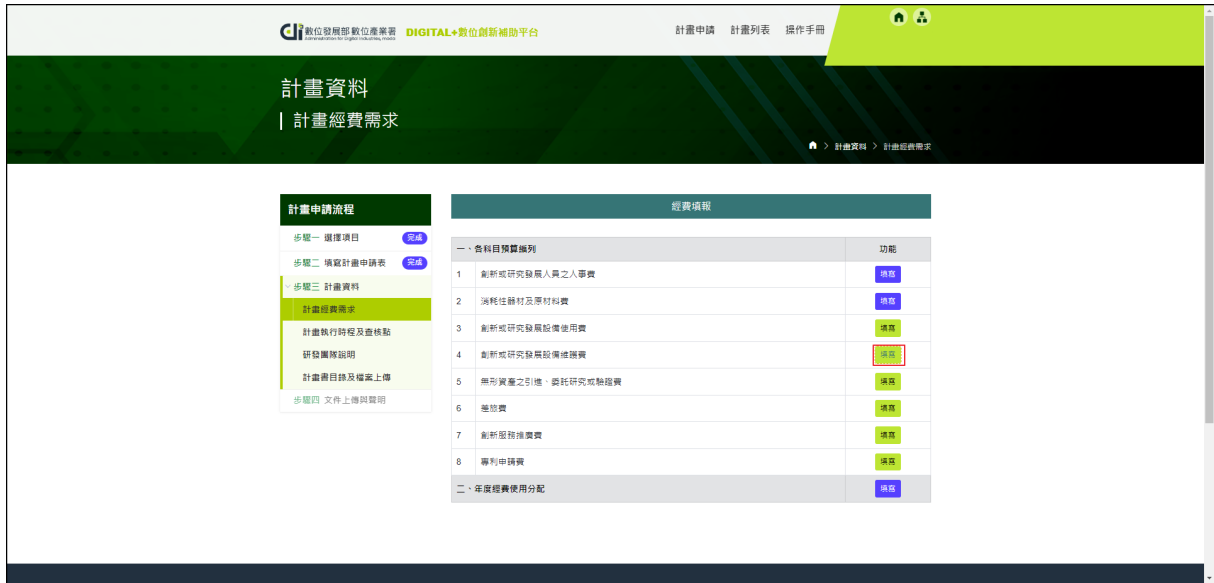 數位發展部數位產業署 DIGITAL+數位創新補助平台
Administration for Digital Industries, moda
計畫申請 計畫列表 操作手冊
計畫資料
計畫經費需求
> 計畫資料 > 計畫經費需求
計畫申請流程
步驟一 選擇項目 完成
步驟二 填寫計畫申請表 完成
步驟三 計畫資料
計畫經費需求
計畫執行時程及查核點
研發團隊說明
計畫書目錄及檔案上傳
步驟四 文件上傳與聲明
經費填報
一、各科目預算編列 功能
1 創新或研究發展人員之人事費 填寫
2 消耗性器材及原材料費 填寫
3 創新或研究發展設備使用費 填寫
4 創新或研究發展設備維護費 填寫
5 無形資產之引進、委託研究或驗證費 填寫
6 差旅費 填寫
7 創新服務推廣費 填寫
8 專利申請費 填寫
二、年度經費使用分配 填寫